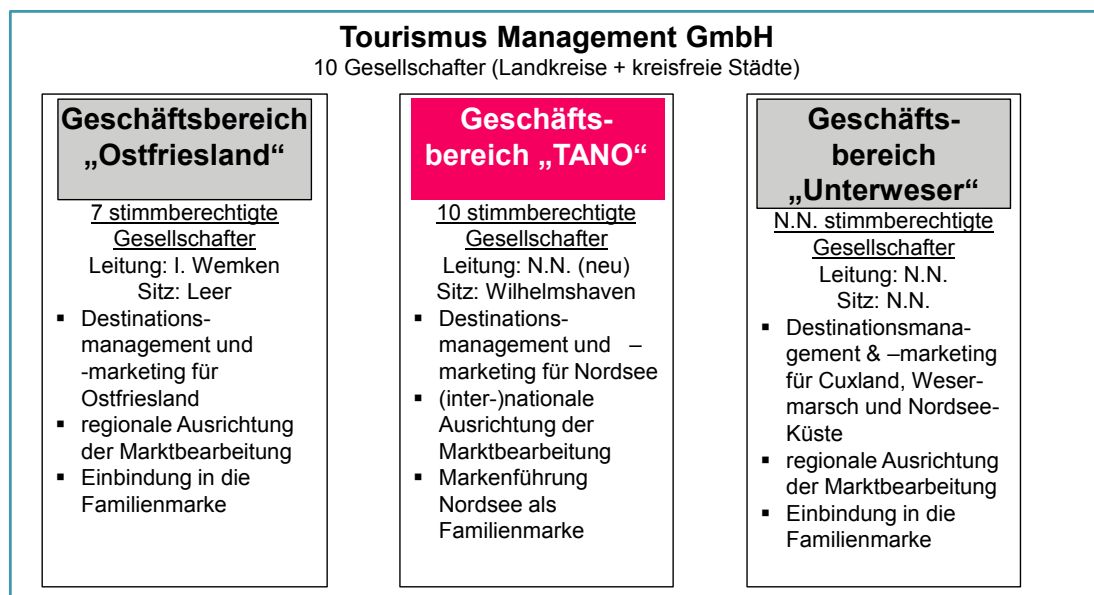 Tourismus Management GmbH
10 Gesellschafter (Landkreise + kreisfreie Städte)
Geschäftsbereich
„Ostfriesland“
7 stimmberechtigte
Gesellschafter
Leitung: I. Wemken
Sitz: Leer
▪ Destinations-
management und
-marketing für
Ostfriesland
▪ regionale Ausrichtung
der Marktbearbeitung
▪ Einbindung in die
Familienmarke
Geschäfts-
bereich „TANO“
10 stimmberechtigte
Gesellschafter
Leitung: N.N. (neu)
Sitz: Wilhelmshaven
▪ Destinations-
management und –
marketing für Nordsee
▪ (inter-)nationale
Ausrichtung der
Marktbearbeitung
▪ Markenführung
Nordsee als
Familienmarke
Geschäfts-
bereich
„Unterweser“
N.N. stimmberechtigte
Gesellschafter
Leitung: N.N.
Sitz: N.N.
▪ Destinationsmana-
gement & –marketing
für Cuxland, Weser-
marsch und Nordsee-
Küste
▪ regionale Ausrichtung
der Marktbearbeitung
▪ Einbindung in die
Familienmarke